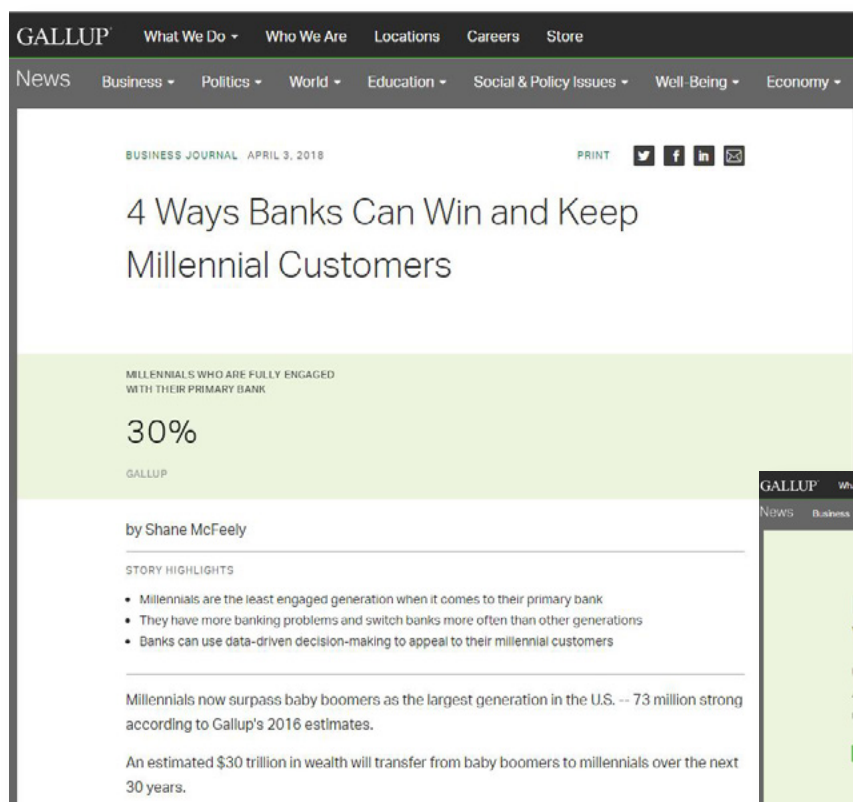 GALLUP What We Do Who We Are Locations Careers Store
News Business Politics World Education Social & Policy Issues Well-Being Economy
BUSINESS JOURNAL APRIL 3, 2018 PRINT
4 Ways Banks Can Win and Keep
Millennial Customers
MILLENNIALS WHO ARE FULLY ENGAGED
WITH THEIR PRIMARY BANK
30%
GALLUP
by Shane McFeely
STORY HIGHLIGHTS
• Millennials are the least engaged generation when it comes to their primary bank
• They have more banking problems and switch banks more often than other generations
• Banks can use data-driven decision-making to appeal to their millennial customers
Millennials now surpass baby boomers as the largest generation in the U.S. -- 73 million strong
according to Gallup's 2016 estimates.
An estimated $30 trillion in wealth will transfer from baby boomers to millennials over the next
30 years.
GALLUP
News Business